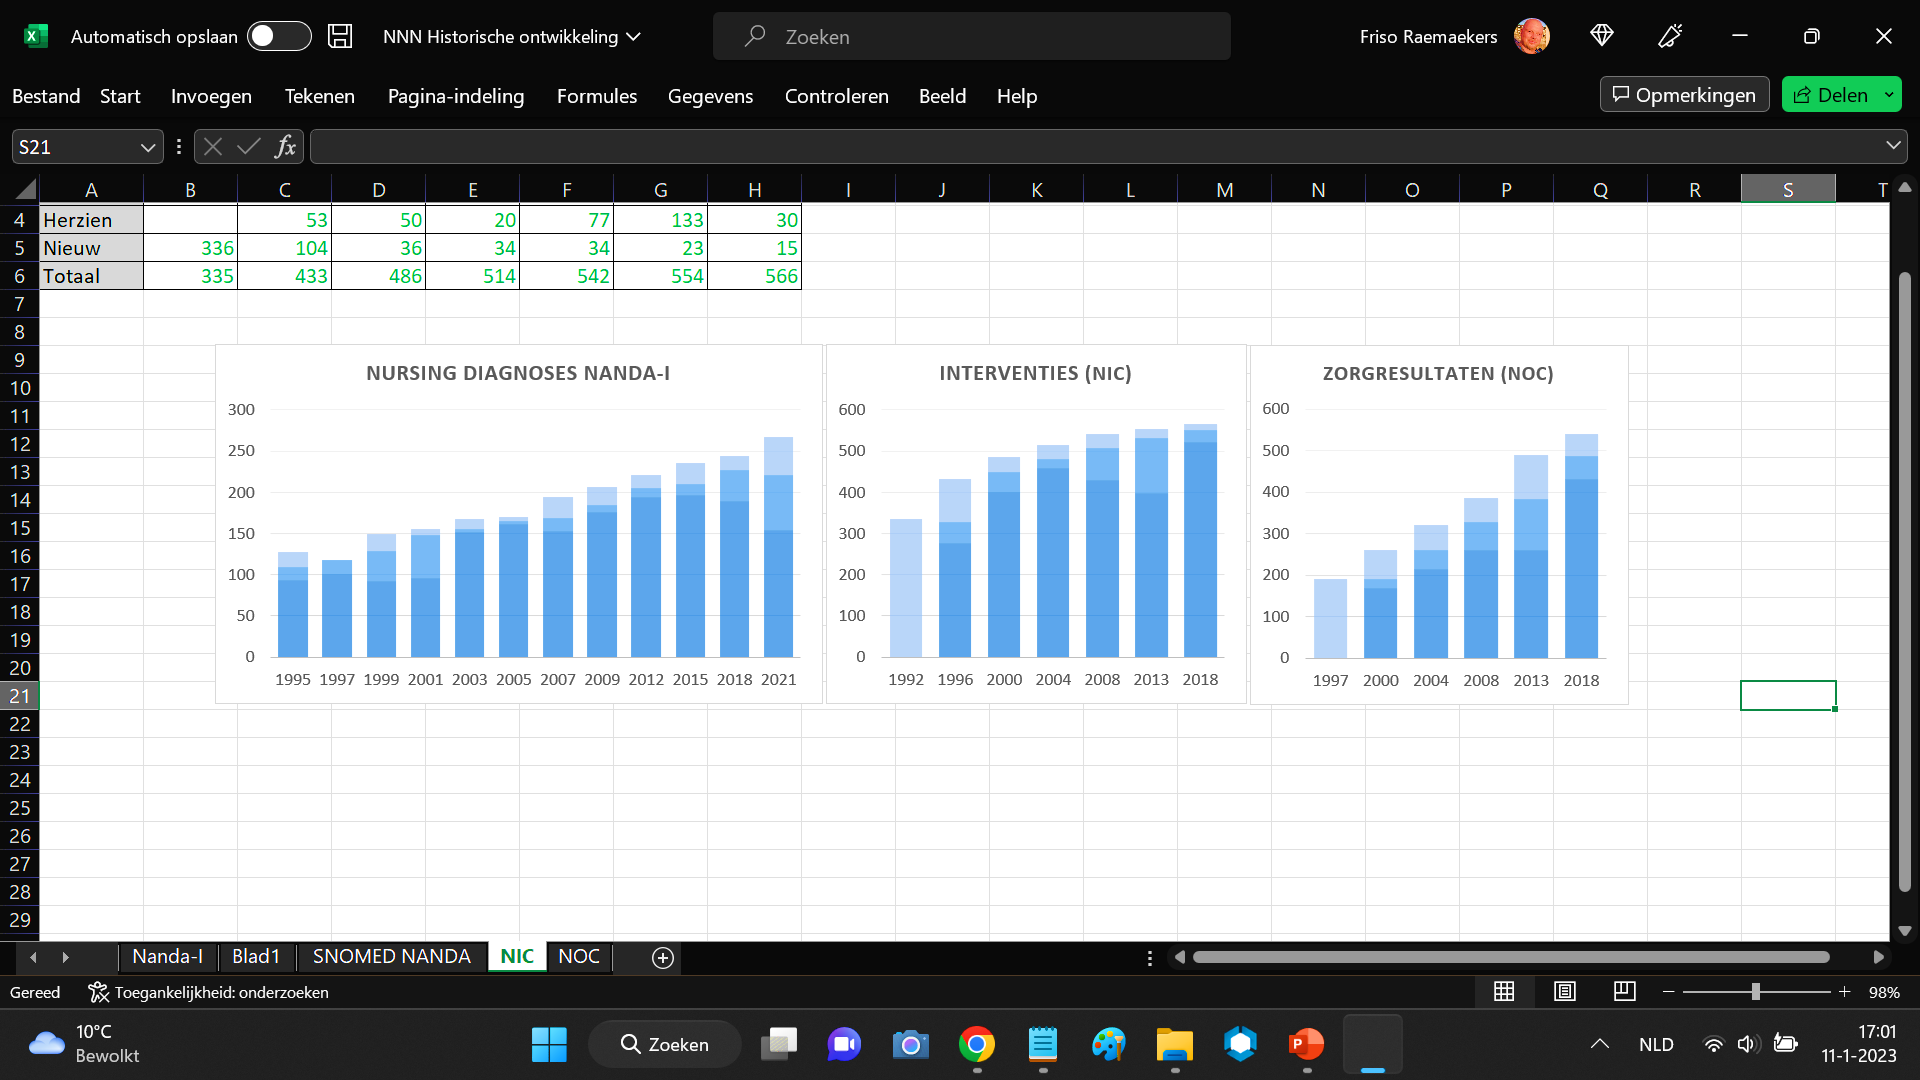 Automatisch opslaan NNN Historische ontwikkeling Zoeken Friso Raemaekers
Bestand Start Invoegen Tekenen Pagina-indeling Formules Gegevens Controleren Beeld Help Opmerkingen Delen
S21 fx
A B C D E F G H I J K L M N O P Q R S T
4 Herzien 53 50 20 77 133 30
5 Nieuw 336 104 36 34 34 23 15
6 Totaal 335 433 486 514 542 554 566
7
8
9
10
11
12
13
14
15
16
17
18
19
20
21
22
23
24
25
26
27
28
29
NURSING DIAGNOSES NANDA-I
300
250
200
150
100
50
0
1995 1997 1999 2001 2003 2005 2007 2009 2012 2015 2018 2021
INTERVENTIES (NIC)
600
500
400
300
200
100
0
1992 1996 2000 2004 2008 2013 2018
ZORGRESULTATEN (NOC)
600
500
400
300
200
100
0
1997 2000 2004 2008 2013 2018
Nanda-I Blad1 SNOMED NANDA NIC NOC
Gereed Toegankelijkheid: onderzoeken 98%
10°C
Bewolkt
Zoeken
NLD
17:01
11-1-2023